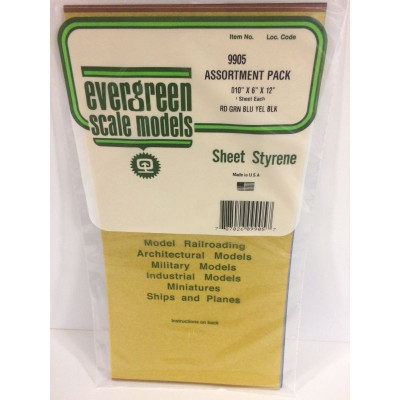 Item No. Loc. Code
9905
ASSORTMENT PACK
010" X 6" X 12"
1 Sheet Each
RD GRN BLU YEL BLK
evergreen
scale models
Sheet Styrene
Made in U.S.A
Model Railroading
Architectural Models
Military Models
Industrial Models
Miniatures
Ships and Planes
Instructions on back